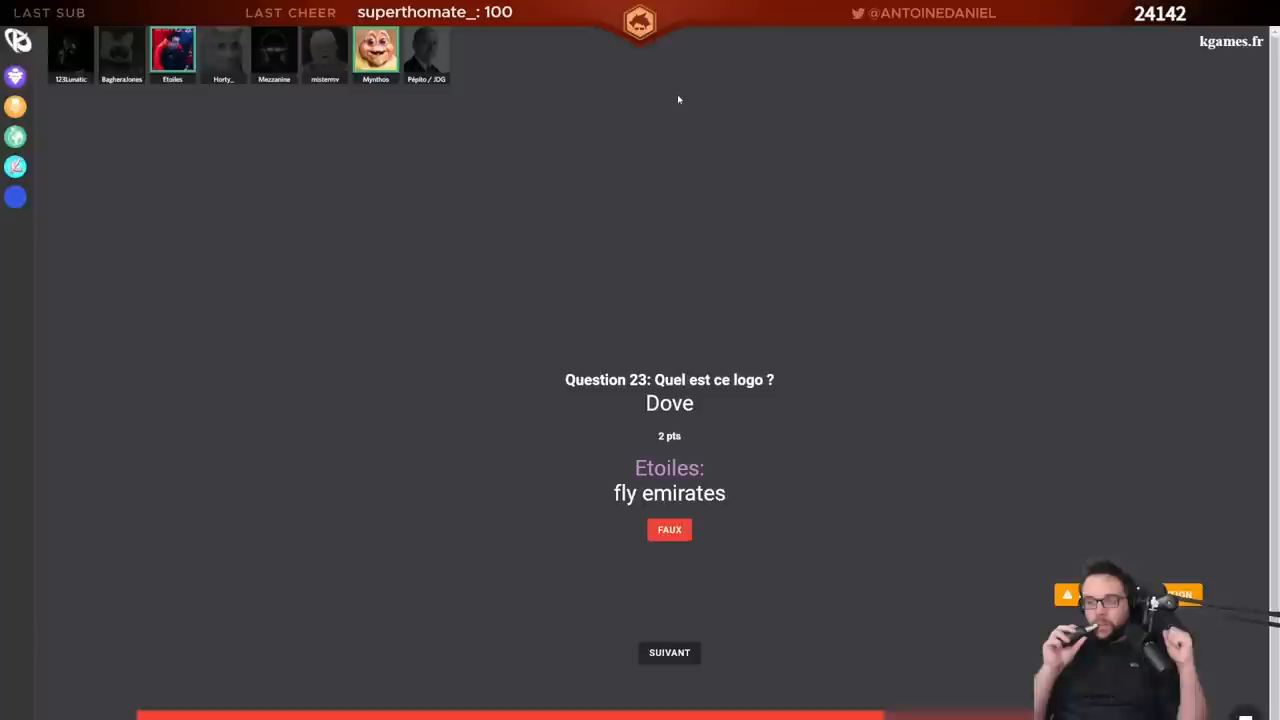 LAST SUB
LAST CHEER
superthomate_: 100
@ANTOINEDANIEL
24142
kgames.fr
123Lunatic
BagheraJones
Etoiles
Horty_
Mezzanine
mistermv
Mynthos
Pépito / JDG
Question 23: Quel est ce logo ?
Dove
2 pts
Etoiles:
fly emirates
FAUX
SUIVANT